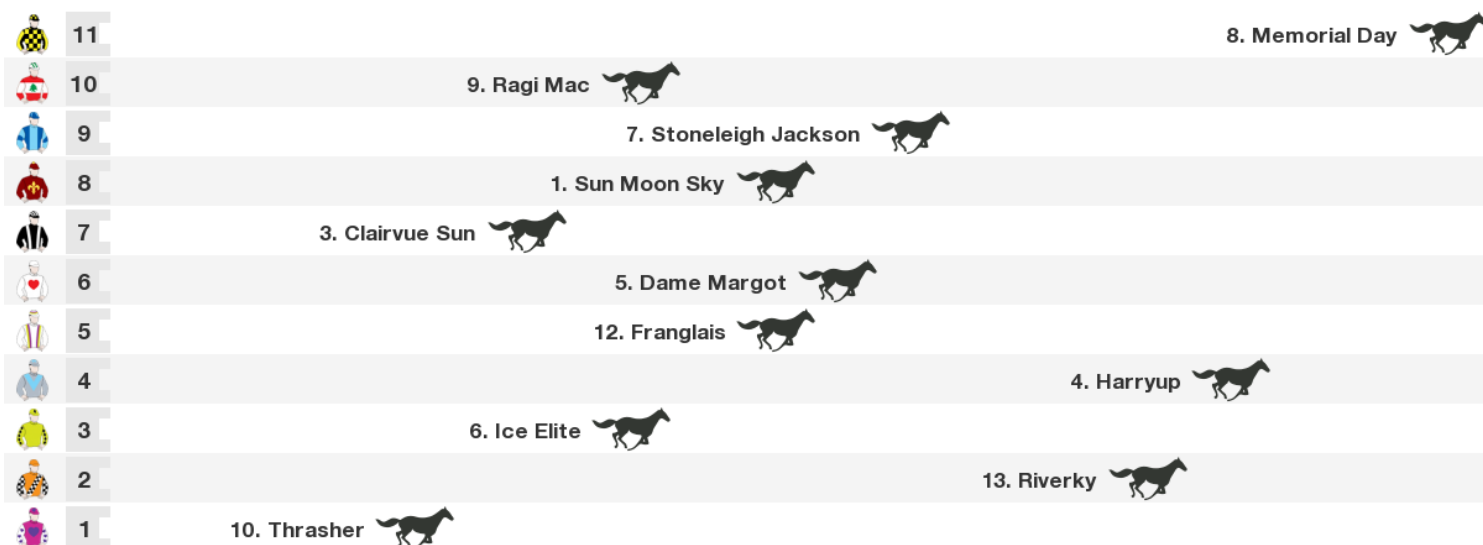 11 8. Memorial Day
10 9. Ragi Mac
9 7. Stoneleigh Jackson
8 1. Sun Moon Sky
7 3. Clairvue Sun
6 5. Dame Margot
5 12. Franglais
4 4. Harryup
3 6. Ice Elite
2 13. Riverky
1 10. Thrasher